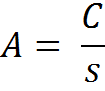 A = C/s